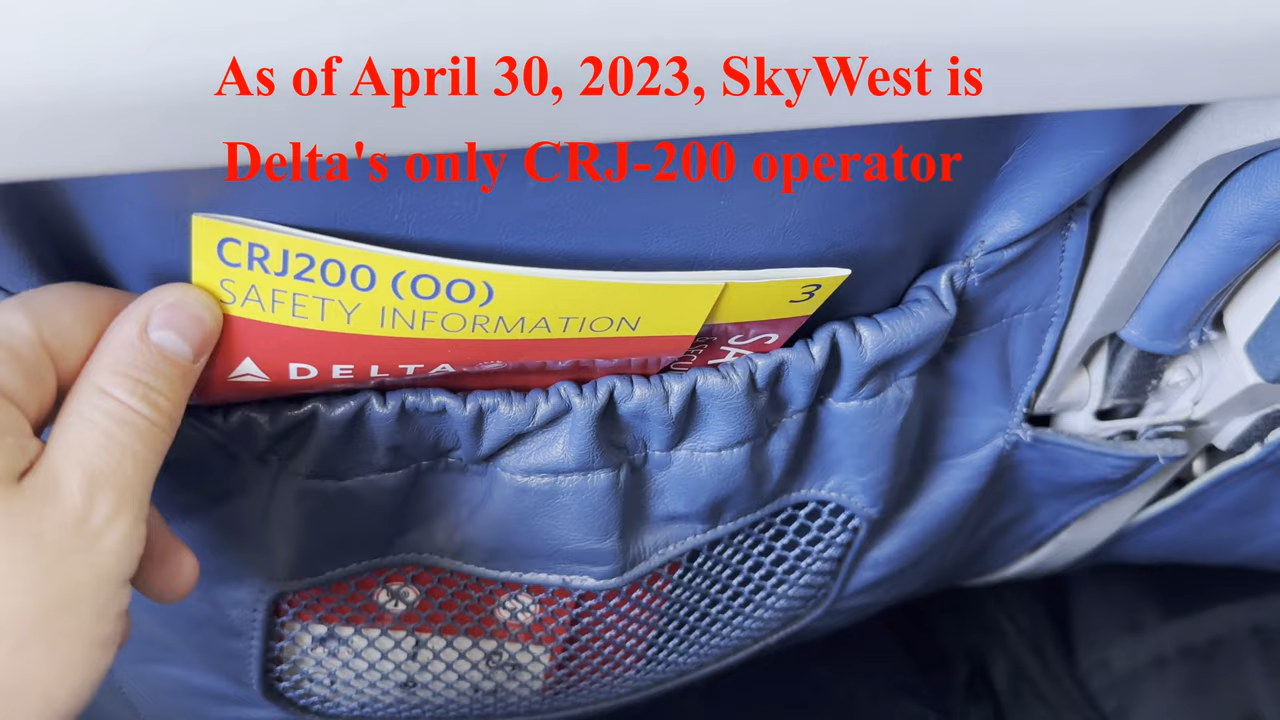 As of April 30, 2023, SkyWest is
Delta's only CRJ-200 operator
CRJ200 (OO)
SAFETY INFORMATION
3
DELTA
SA